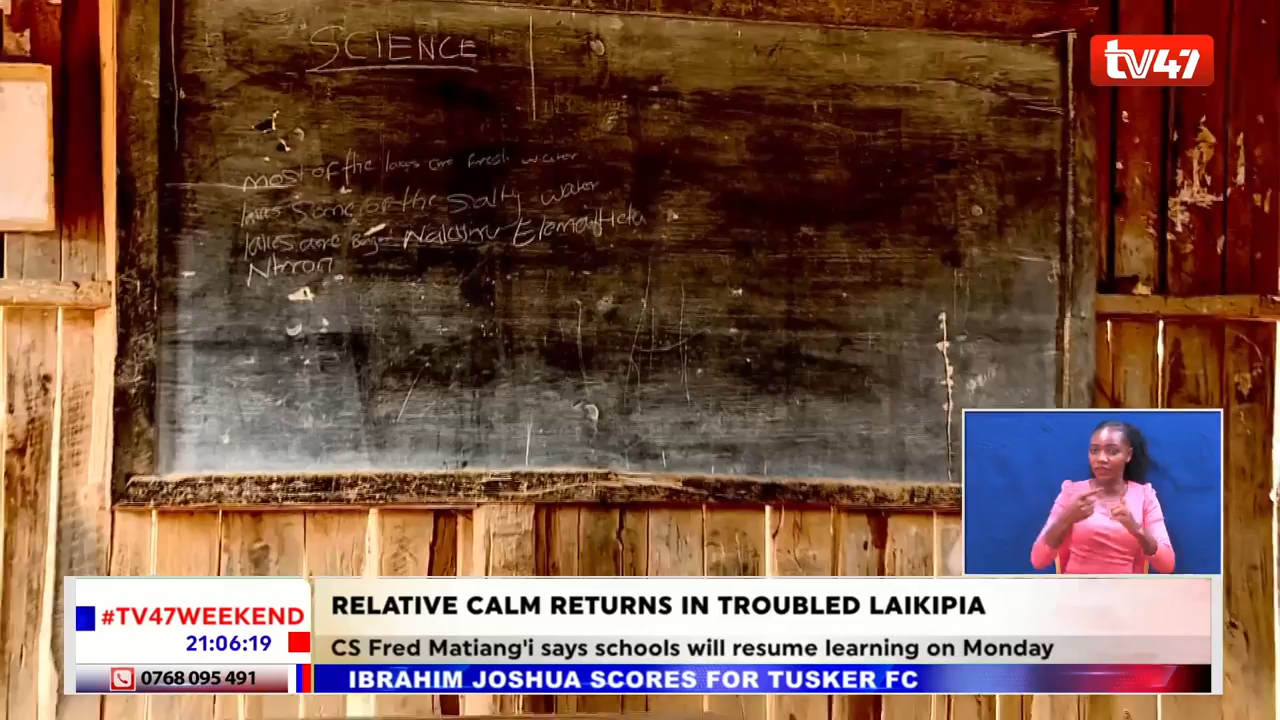 SCIENCE
tv47
most of the lakes are fresh water
lakes some of the salty water
lakes are Nakuru Elementeita
#TV47WEEKEND
21:06:19
0768 095 491
RELATIVE CALM RETURNS IN TROUBLED LAIKIPIA
CS Fred Matiang'i says schools will resume learning on Monday
IBRAHIM JOSHUA SCORES FOR TUSKER FC